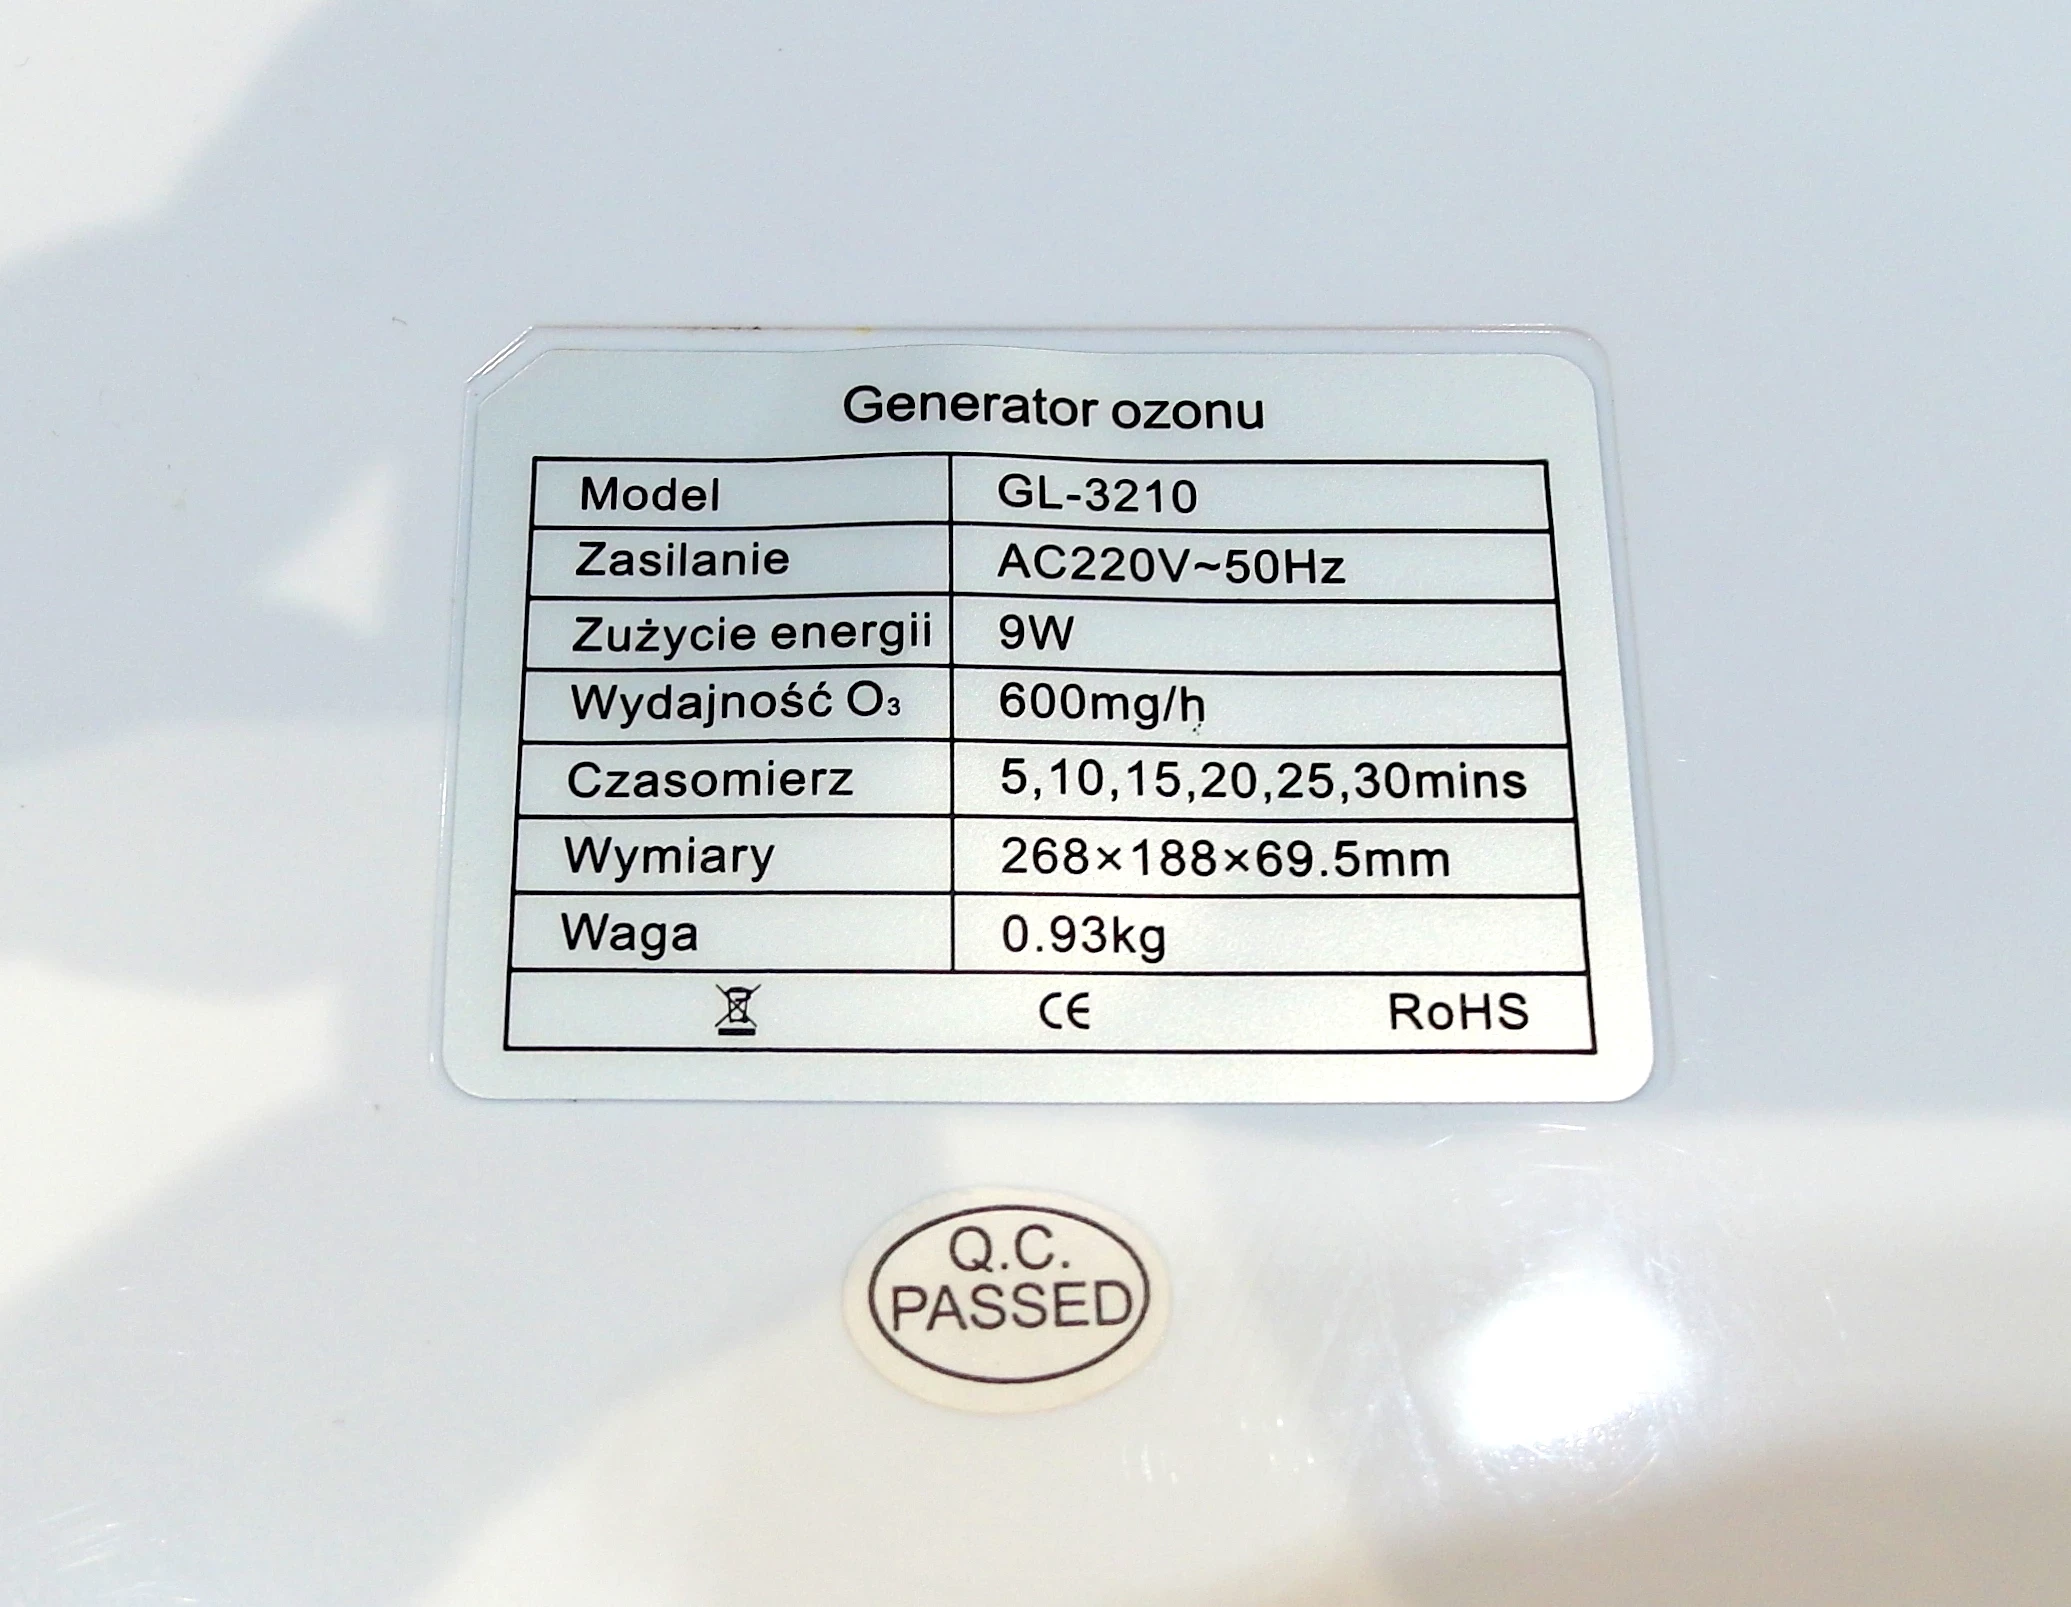 Generator ozonu
Model GL-3210
Zasilanie AC220V~50Hz
Zużycie energii 9W
Wydajność O₃ 600mg/h
Czasomierz 5,10,15,20,25,30mins
Wymiary 268×188×69.5mm
Waga 0.93kg
CE RoHS
Q.C.
PASSED